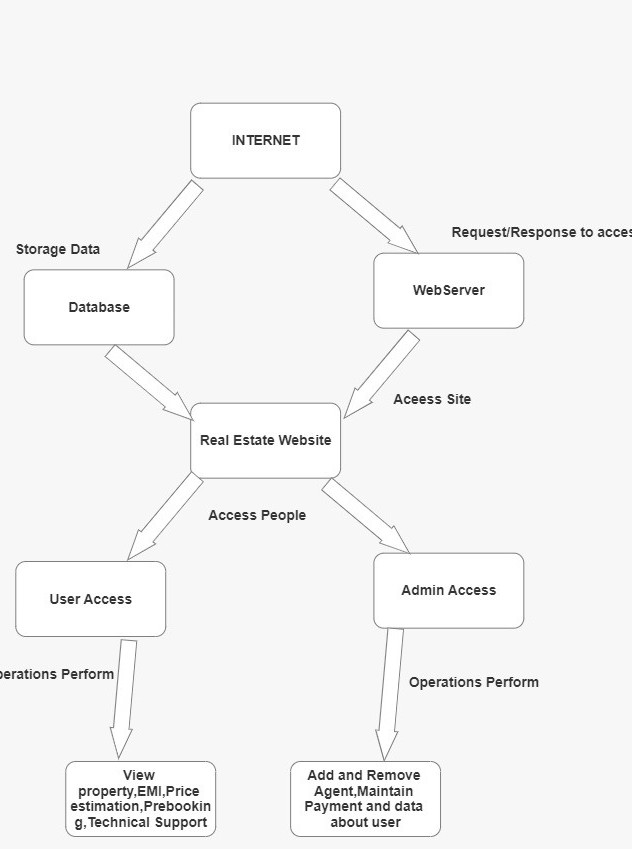 INTERNET
Request/Response to acces
Storage Data
WebServer
Database
Aceess Site
Real Estate Website
Access People
Admin Access
User Access
perations Perform
Operations Perform
View
property,EMI,Price
estimation,Prebookin
g,Technical Support
Add and Remove
Agent,Maintain
Payment and data
about user